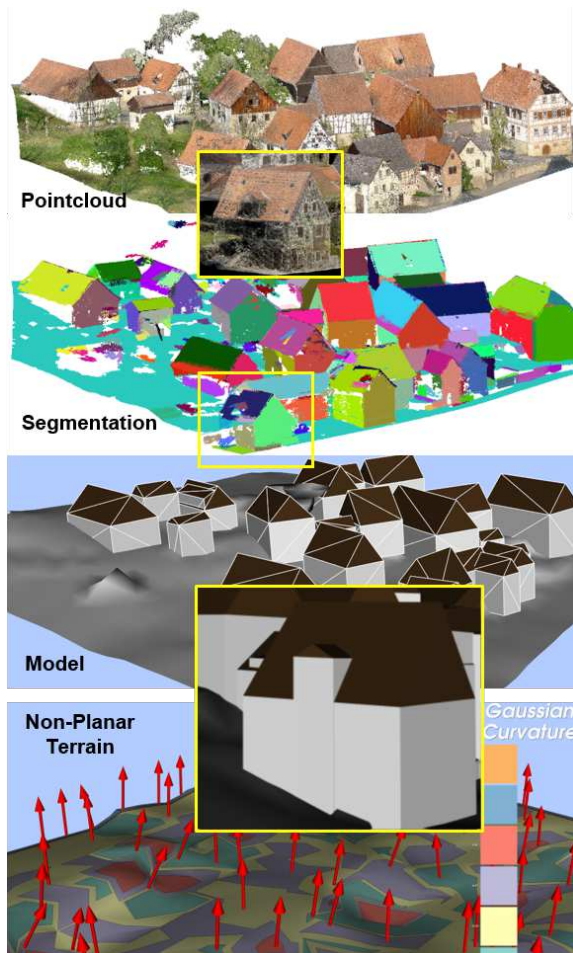 Pointcloud
Segmentation
Model
Non-Planar
Terrain
Gaussian
Curvature